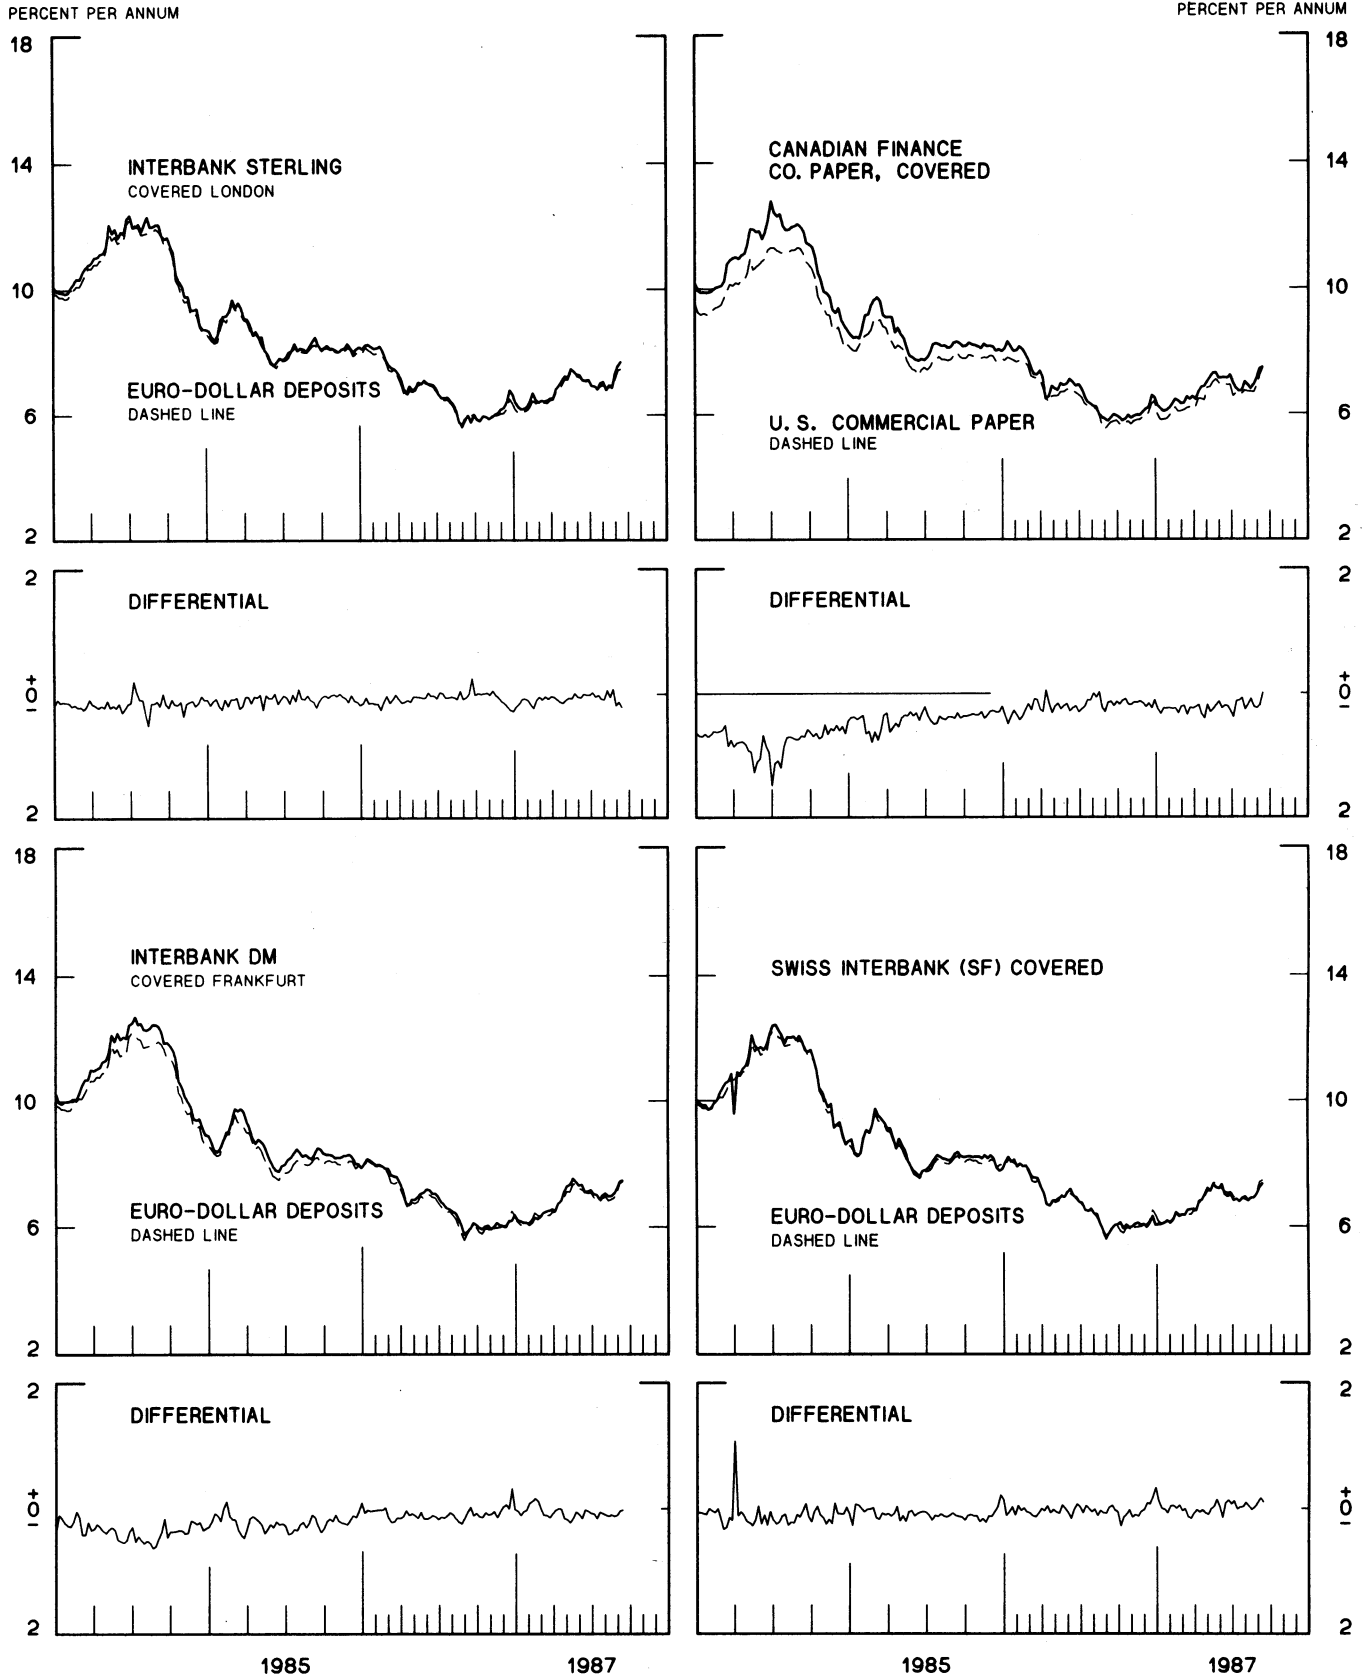 PERCENT PER ANNUM
PERCENT PER ANNUM
18
14
10
6
2
INTERBANK STERLING
COVERED LONDON
EURO-DOLLAR DEPOSITS
DASHED LINE
CANADIAN FINANCE
CO. PAPER, COVERED
U. S. COMMERCIAL PAPER
DASHED LINE
18
14
10
6
2
2
+
0
-
2
DIFFERENTIAL
DIFFERENTIAL
2
+
0
-
2
18
14
10
6
2
INTERBANK DM
COVERED FRANKFURT
EURO-DOLLAR DEPOSITS
DASHED LINE
SWISS INTERBANK (SF) COVERED
EURO-DOLLAR DEPOSITS
DASHED LINE
18
14
10
6
2
2
+
0
-
2
DIFFERENTIAL
DIFFERENTIAL
2
+
0
-
2
1985
1987
1985
1987